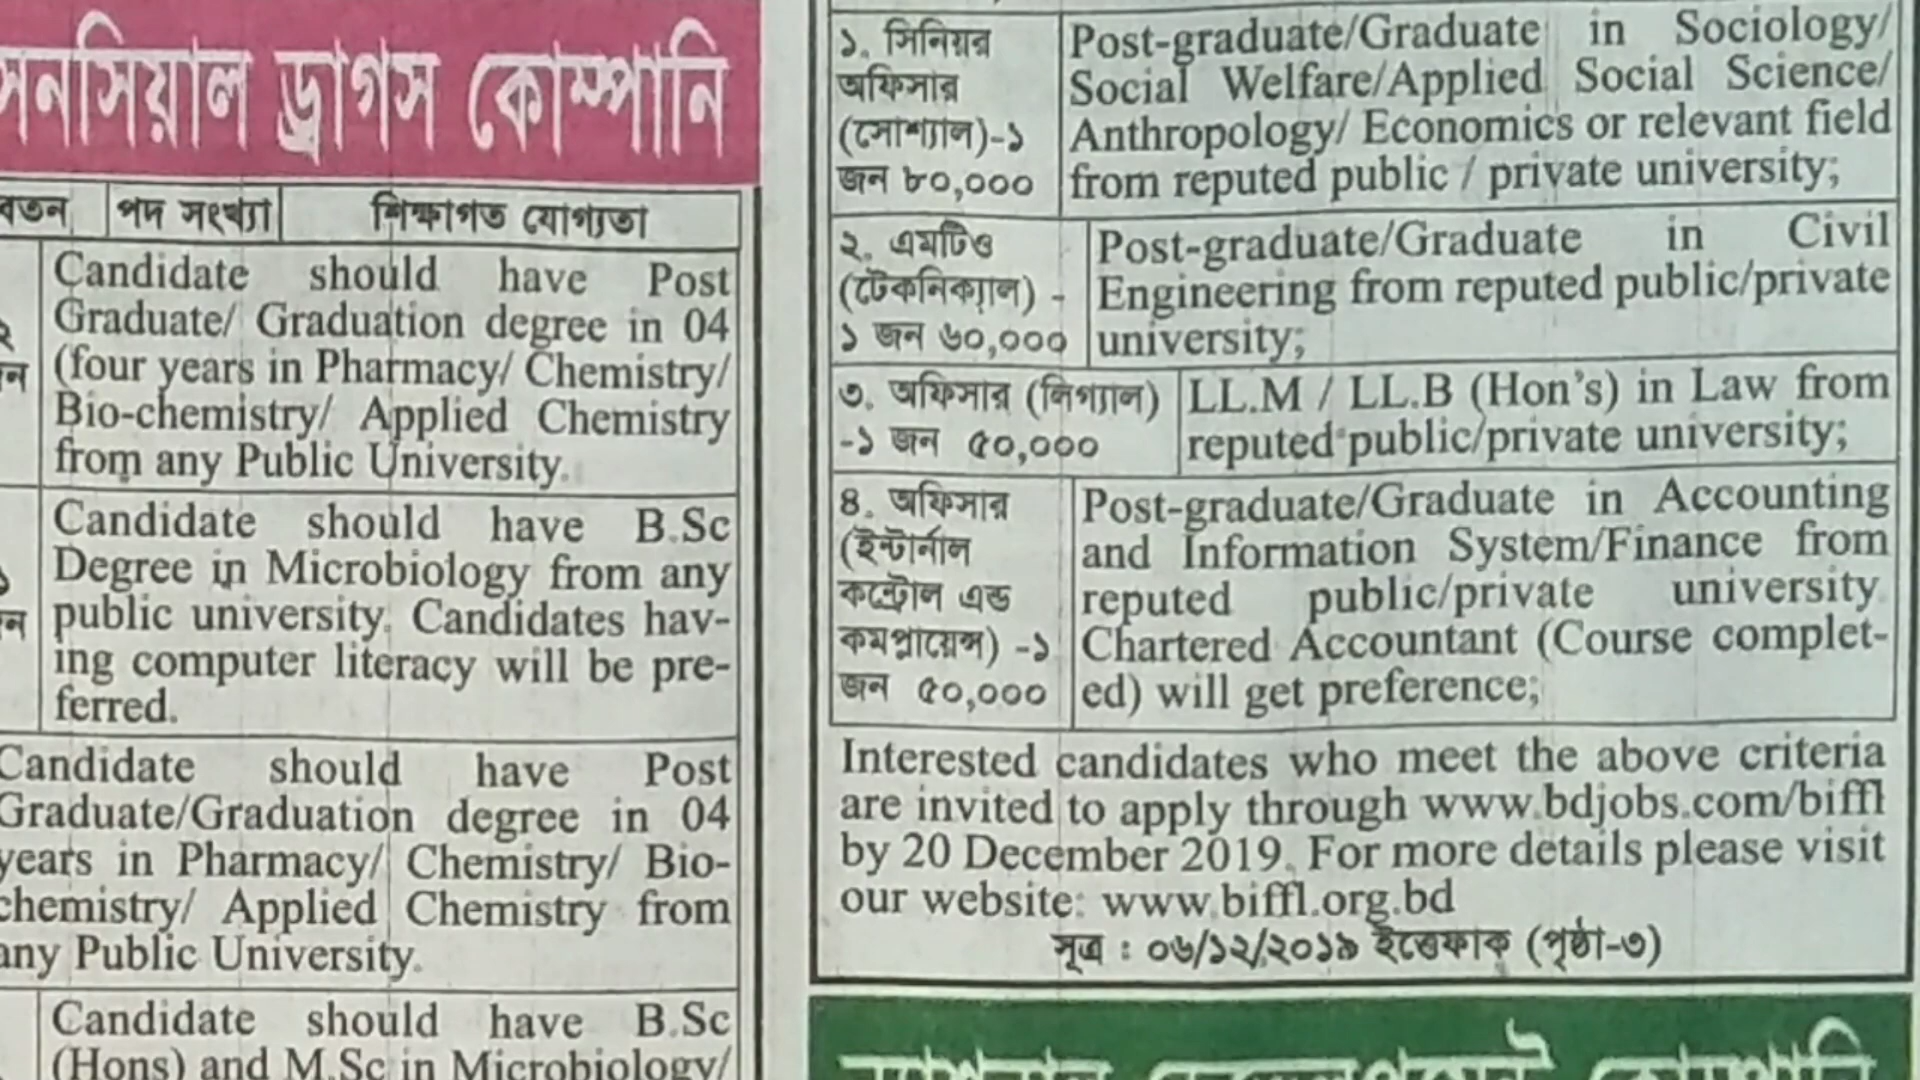 ড্রাগস কোম্পানি
পদ সংখ্যা শিক্ষাগত যোগ্যতা
Candidate should have Post
Graduate/ Graduation degree in 04
(four years in Pharmacy/ Chemistry/
Bio-chemistry/ Applied Chemistry
from any Public University.
Candidate should have B.Sc
Degree in Microbiology from any
public university. Candidates hav-
ing computer literacy will be pre-
ferred.
Candidate should have Post
Graduate/Graduation degree in 04
years in Pharmacy/ Chemistry/ Bio-
chemistry/ Applied Chemistry from
any Public University.
Candidate should have B.Sc
(Hons) and M.Sc in Microbiology/
১. সিনিয়র
অফিসার
(সোশ্যাল)-১
জন ৮০,০০০
Post-graduate/Graduate in Sociology/
Social Welfare/Applied Social Science/
Anthropology/ Economics or relevant field
from reputed public / private university;
২. এমটিও
(টেকনিক্যাল) -
১ জন ৬০,০০০
Post-graduate/Graduate in Civil
Engineering from reputed public/private
university;
৩. অফিসার (লিগ্যাল)
-১ জন ৫০,০০০
LL.M / LL.B (Hon's) in Law from
reputed public/private university;
৪. অফিসার
(ইন্টার্নাল
কন্ট্রোল এন্ড
কমপ্লায়েন্স) -১
জন ৫০,০০০
Post-graduate/Graduate in Accounting
and Information System/Finance from
reputed public/private university.
Chartered Accountant (Course complet-
ed) will get preference;
Interested candidates who meet the above criteria
are invited to apply through www.bdjobs.com/biffl
by 20 December 2019. For more details please visit
our website: www.biffl.org.bd
সূত্র : ০৬/১২/২০১৯ ইত্তেফাক (পৃষ্ঠা-৩)